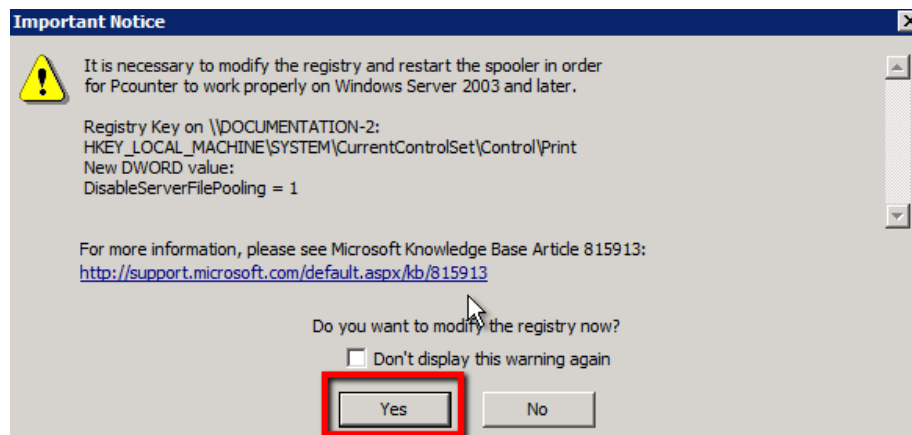 Important Notice
It is necessary to modify the registry and restart the spooler in order
for Pcounter to work properly on Windows Server 2003 and later.
Registry Key on \\DOCUMENTATION-2:
HKEY_LOCAL_MACHINE\SYSTEM\CurrentControlSet\Control\Print
New DWORD value:
DisableServerFilePooling = 1
For more information, please see Microsoft Knowledge Base Article 815913:
http://support.microsoft.com/default.aspx/kb/815913
Do you want to modify the registry now?
Don't display this warning again
Yes No